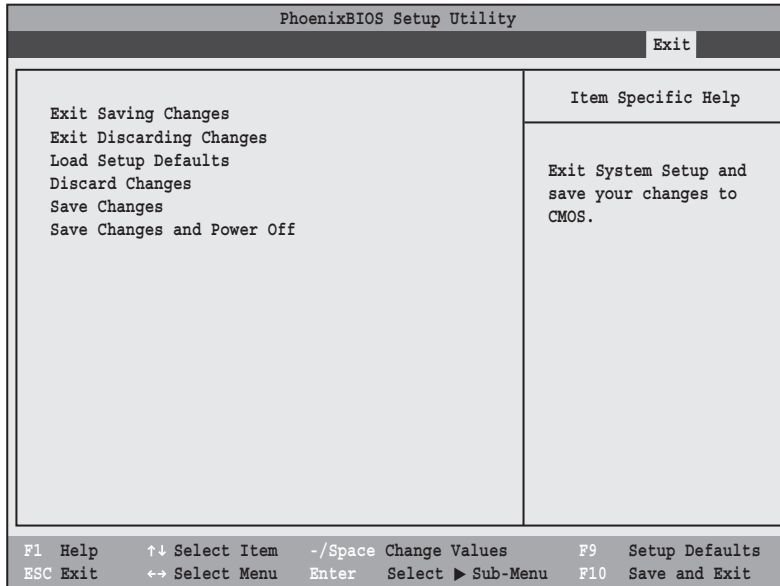 PhoenixBIOS Setup Utility
Exit
Exit Saving Changes
Exit Discarding Changes
Load Setup Defaults
Discard Changes
Save Changes
Save Changes and Power Off
Item Specific Help
Exit System Setup and
save your changes to
CMOS.
F1 Help ↑↓ Select Item -/Space Change Values F9 Setup Defaults
ESC Exit ←→ Select Menu Enter Select ▶ Sub-Menu F10 Save and Exit